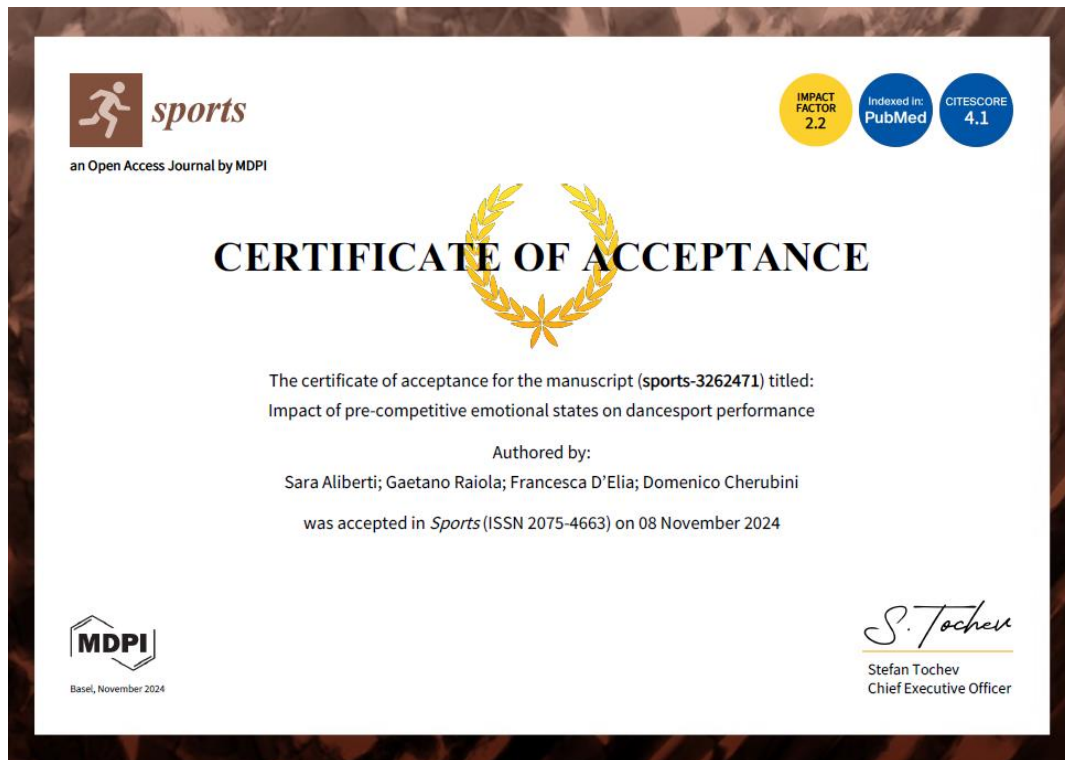 sports
an Open Access Journal by MDPI
IMPACT
FACTOR
2.2
Indexed in:
PubMed
CITESCORE
4.1
CERTIFICATE OF ACCEPTANCE
The certificate of acceptance for the manuscript (sports-3262471) titled:
Impact of pre-competitive emotional states on dancesport performance
Authored by:
Sara Aliberti; Gaetano Raiola; Francesca D’Elia; Domenico Cherubini
was accepted in Sports (ISSN 2075-4663) on 08 November 2024
MDPI
Basel, November 2024
S. Tochev
Stefan Tochev
Chief Executive Officer